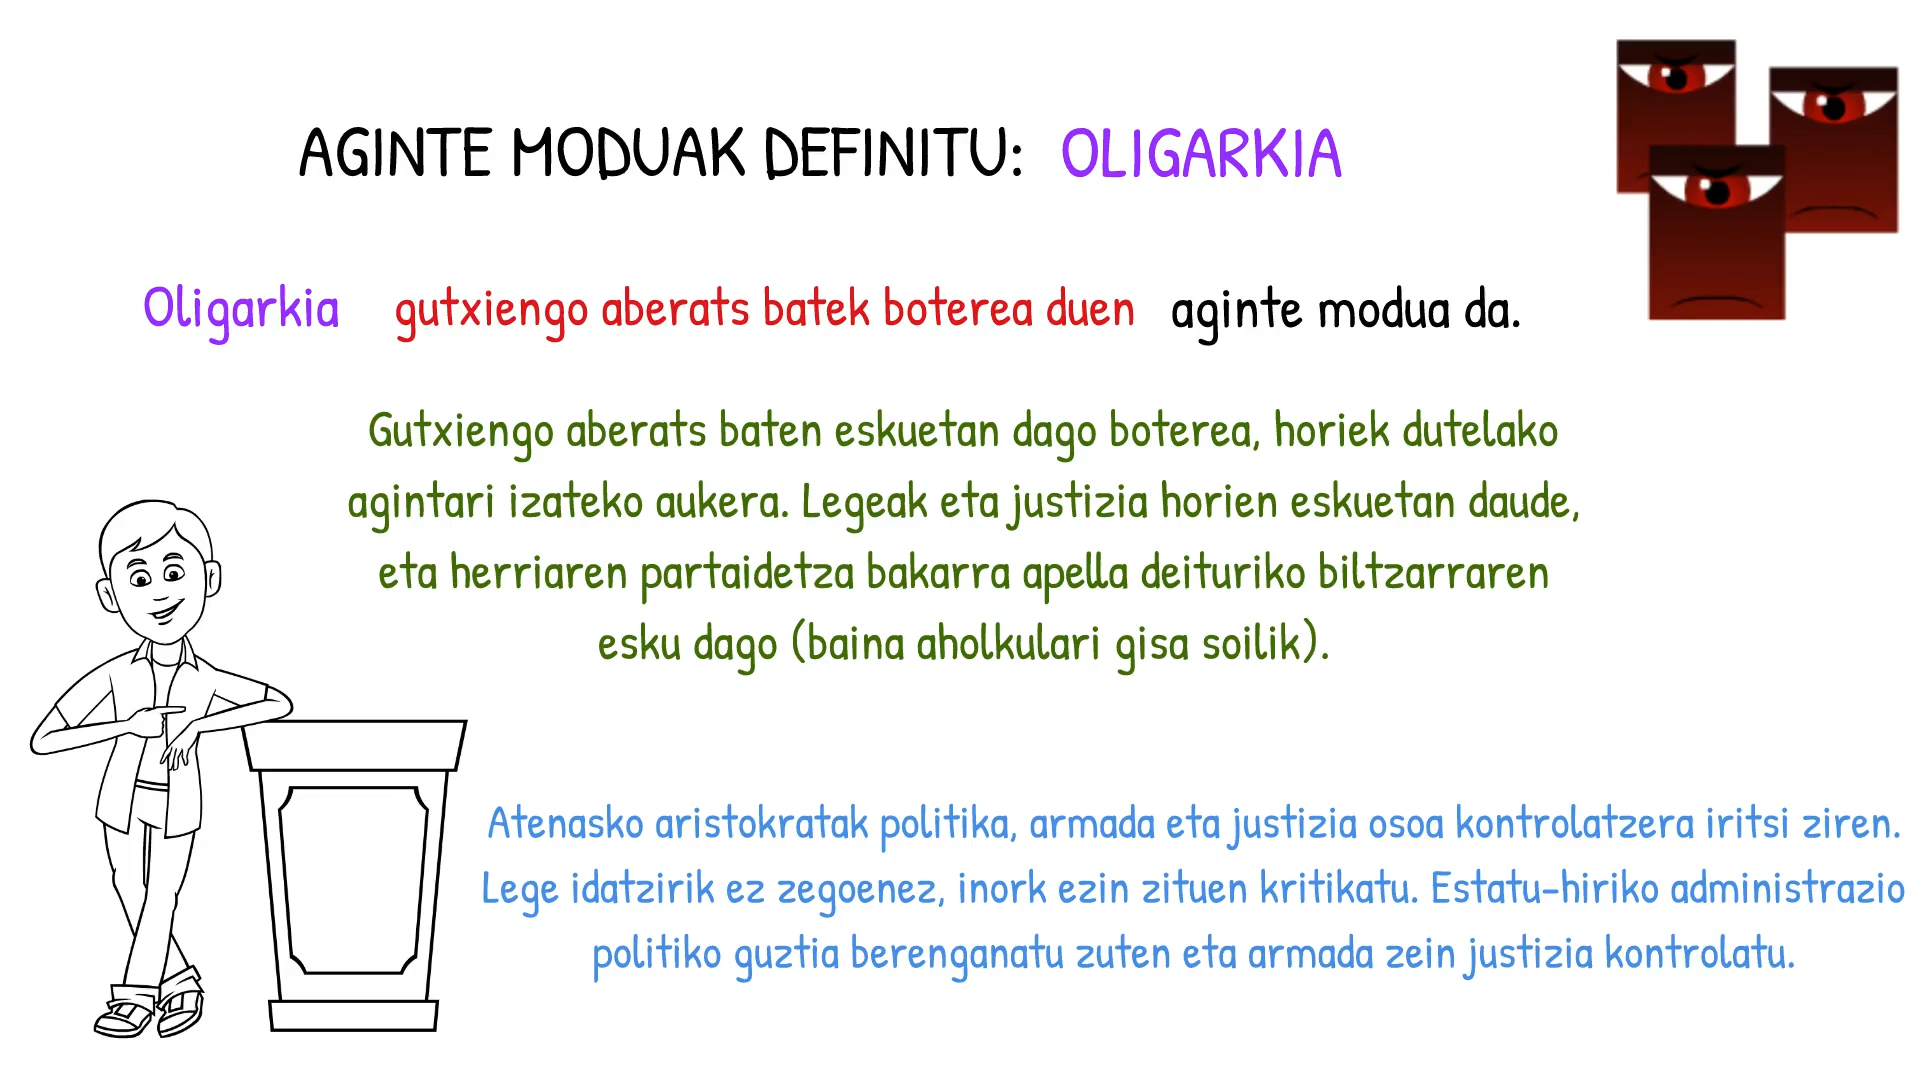 AGINTE MODUAK DEFINITU: OLIGARKIA
Oligarkia gutxiengo aberats batek boterea duen aginte modua da.
Gutxiengo aberats baten eskuetan dago boterea, horiek dutelako
agintari izateko aukera. Legeak eta justizia horien eskuetan daude,
eta herriaren partaidetza bakarra apella deituriko biltzarraren
esku dago (baina aholkulari gisa soilik).
Atenasko aristokratak politika, armada eta justizia osoa kontrolatzera iritsi ziren.
Lege idatzirik ez zegoenez, inork ezin zituen kritikatu. Estatu-hiriko administrazio
politiko guztia berenganatu zuten eta armada zein justizia kontrolatu.